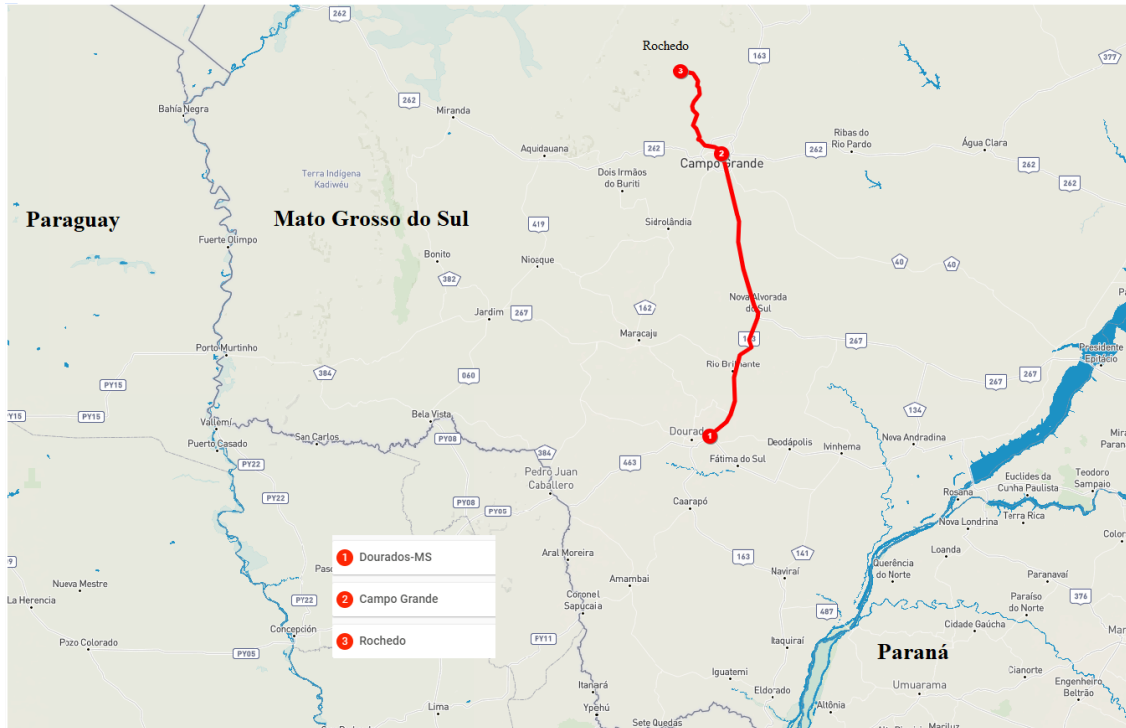 262
Rochedo
163
377
262
Bahía Negra
Miranda
262
Ribas do
Rio Pardo
Água Clara
Aquidauana
262
2
262
262
Campo Grande
Terra Indígena
Kadiwéu
Dois Irmãos
do Buriti
262
Paraguay
Mato Grosso do Sul
419
Sidrolândia
Fuerte Olimpo
Bonito
Nioaque
40
40
382
Nova Alvorada
do Sul
Jardim
267
162
Maracaju
163
267
Porto Murtinho
Presidente
Epitácio
384
060
Rio Brilhante
267
267
PY15
PY15
PY15
134
Bela Vista
Vallemí
Puerto Casado
San Carlos
PY08
Dourad
1
Deodápolis
Ivinhema
Nova Andradina
384
463
Fátima do Sul
PY22
Pedro Juan
Caballero
Euclides da
Cunha Paulista
Teodoro
Sampaio
PY22
PY08
PY05
Caarapó
Rosana
Nova Londrina
Terra Rica
1 Dourados-MS
Aral Moreira
163
141
Loanda
Nueva Mestre
Naviraí
Querência
do Norte
Paranavaí
La Herencia
PY22
2 Campo Grande
Coronel
Sapucaia
Amambai
487
Paraíso
do Norte
376
Concepción
Cidade Gaúcha
Pozo Colorado
PY05
3 Rochedo
PY11
Itaquiraí
Paraná
Iguatemi
Cianorte
Engenheiro
Beltrão
Itanará
Eldorado
Umuarama
Lima
Ypehú
Altônia
Sete Quedas
Mariluz